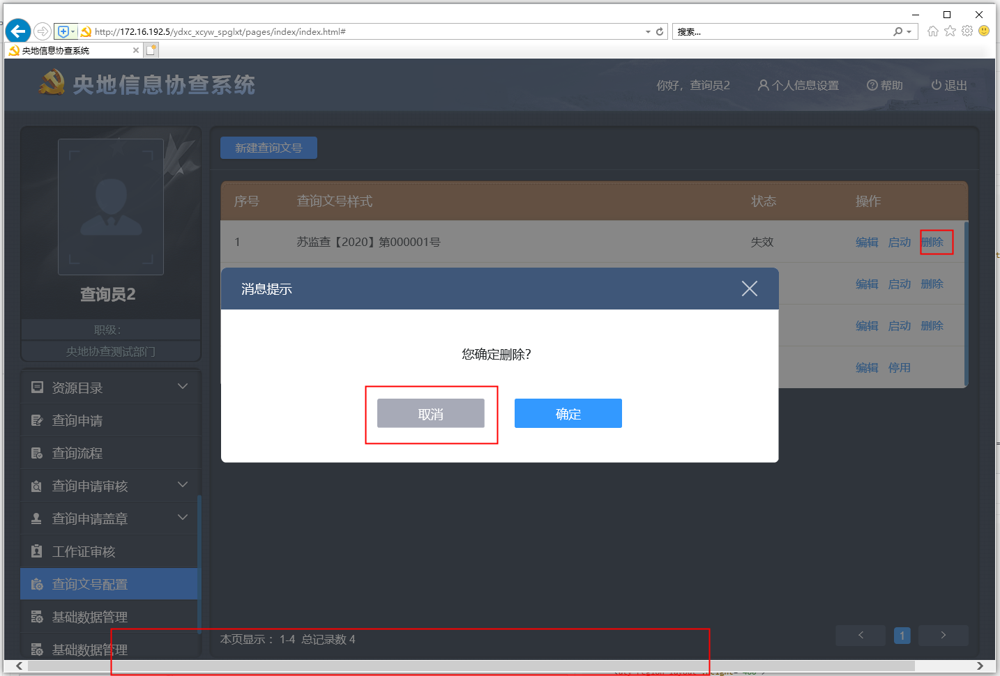 http://172.16.192.5/ydxc_xcyw_spglxt/pages/index/index.html#
搜索...
央地信息协查系统
央地信息协查系统
你好，查询员2
个人信息设置
帮助
退出
查询员2
职级：
央地协查测试部门
资源目录
查询申请
查询流程
查询申请审核
查询申请盖章
工作证审核
查询文号配置
基础数据管理
基础数据管理
新建查询文号
序号 查询文号样式 状态 操作
1 苏监查【2020】第000001号 失效 编辑 启动 删除
编辑 启动 删除
编辑 启动 删除
编辑 停用
消息提示
您确定删除？
取消 确定
本页显示： 1-4 总记录数 4
1